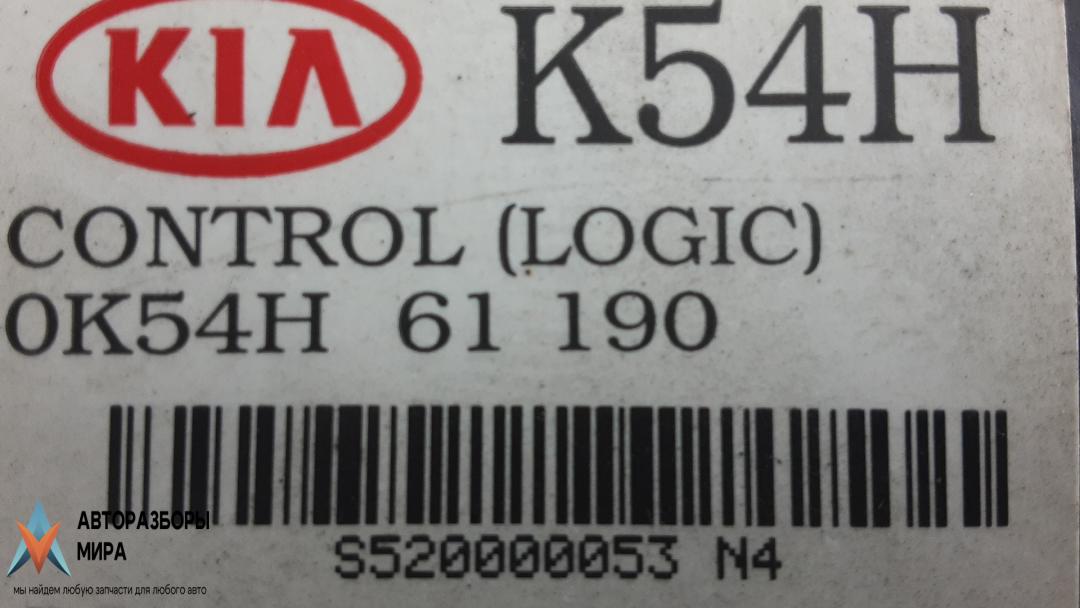 KIA K54H
CONTROL (LOGIC)
0K54H 61 190
S520000053 N4
АВТОРАЗБОРЫ
МИРА
мы найдем любую запчасти для любого авто